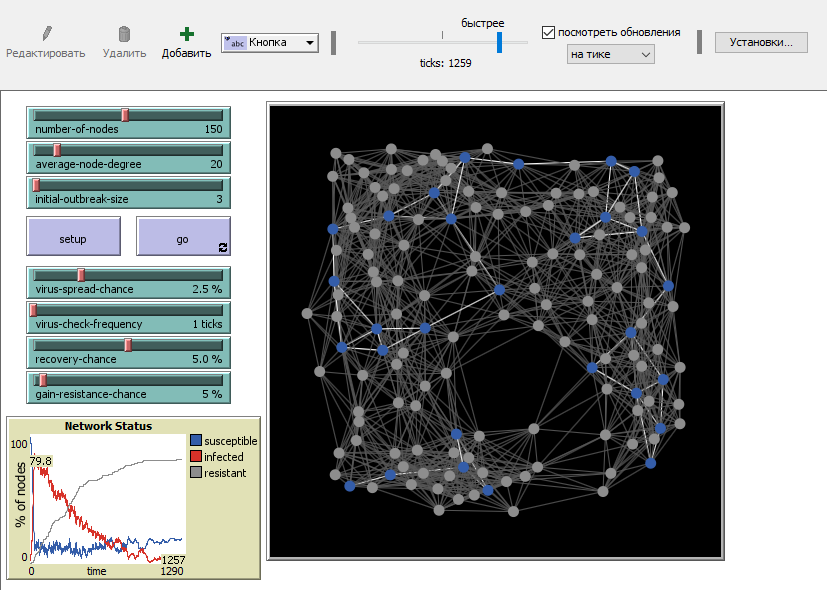 быстрее
Редактировать Удалить Добавить abc Кнопка
посмотреть обновления
ticks: 1259
на тике
Установки...
number-of-nodes 150
average-node-degree 20
initial-outbreak-size 3
setup go
virus-spread-chance 2.5 %
virus-check-frequency 1 ticks
recovery-chance 5.0 %
gain-resistance-chance 5 %
Network Status
100
79.8
% of nodes
0
1257
0 time 1290
susceptible
infected
resistant